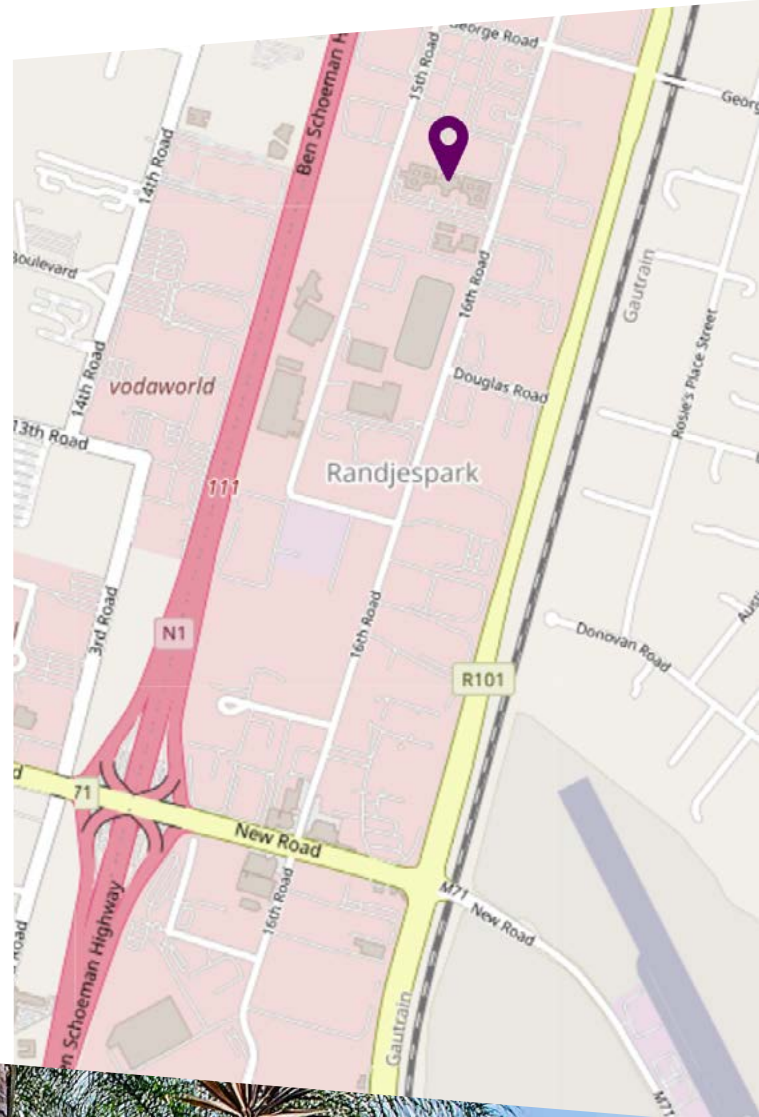 George Road
15th Road
Ben Schoeman H
Georg
14th Road
Gautrain
Boulevard
16th Road
Rosie's Place Street
vodaworld
Douglas Road
14th Road
13th Road
Randjespark
111
3rd Road
16th Road
N1
Donovan Road
R101
71
New Road
M71 New Road
16th Road
Road
en Schoeman Highway
Gautrain
M71